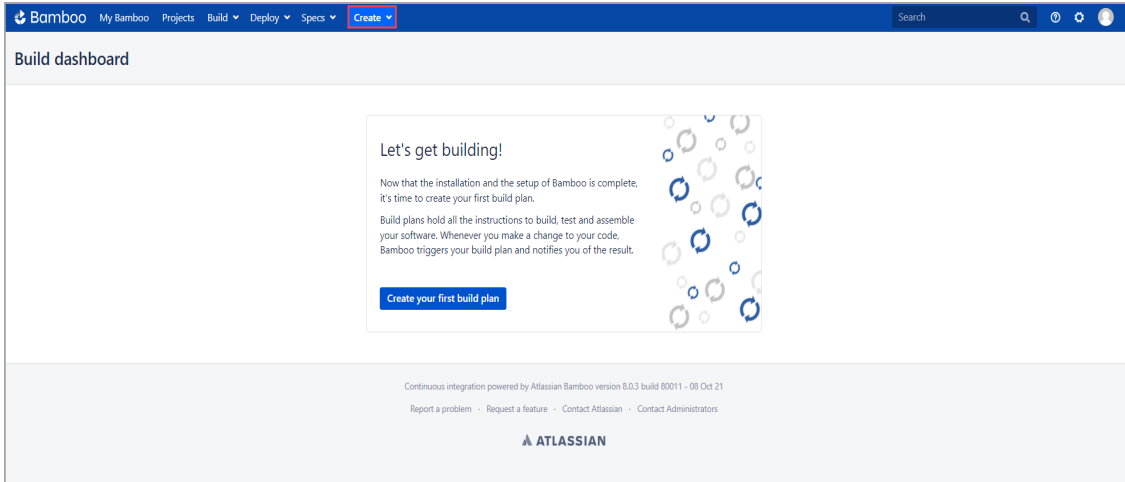 Bamboo My Bamboo Projects Build Deploy Specs Create Search
Build dashboard
Let's get building!
Now that the installation and the setup of Bamboo is complete,
it's time to create your first build plan.
Build plans hold all the instructions to build, test and assemble
your software. Whenever you make a change to your code,
Bamboo triggers your build plan and notifies you of the result.
Create your first build plan
Continuous integration powered by Atlassian Bamboo version 8.0.3 build 80011 - 08 Oct 21
Report a problem · Request a feature · Contact Atlassian · Contact Administrators
ATLASSIAN